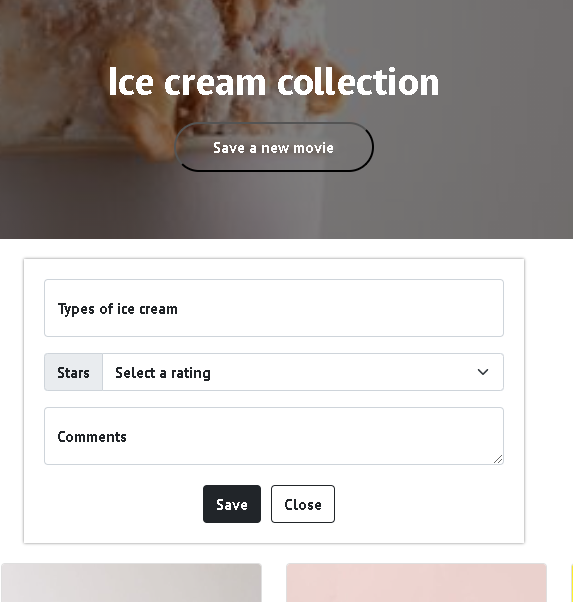 Ice cream collection
Save a new movie
Types of ice cream
Stars
Select a rating
Comments
Save
Close